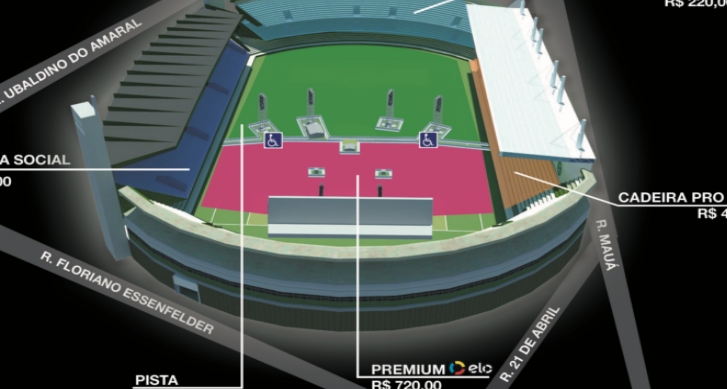 R$ 220,0
R. UBALDINO DO AMARAL
A SOCIAL
00
CADEIRA PRO
R$ 4
R. MAUÁ
R. FLORIANO ESSENFELDER
R. 21 DE ABRIL
PISTA
PREMIUM elo
R$ 720,00